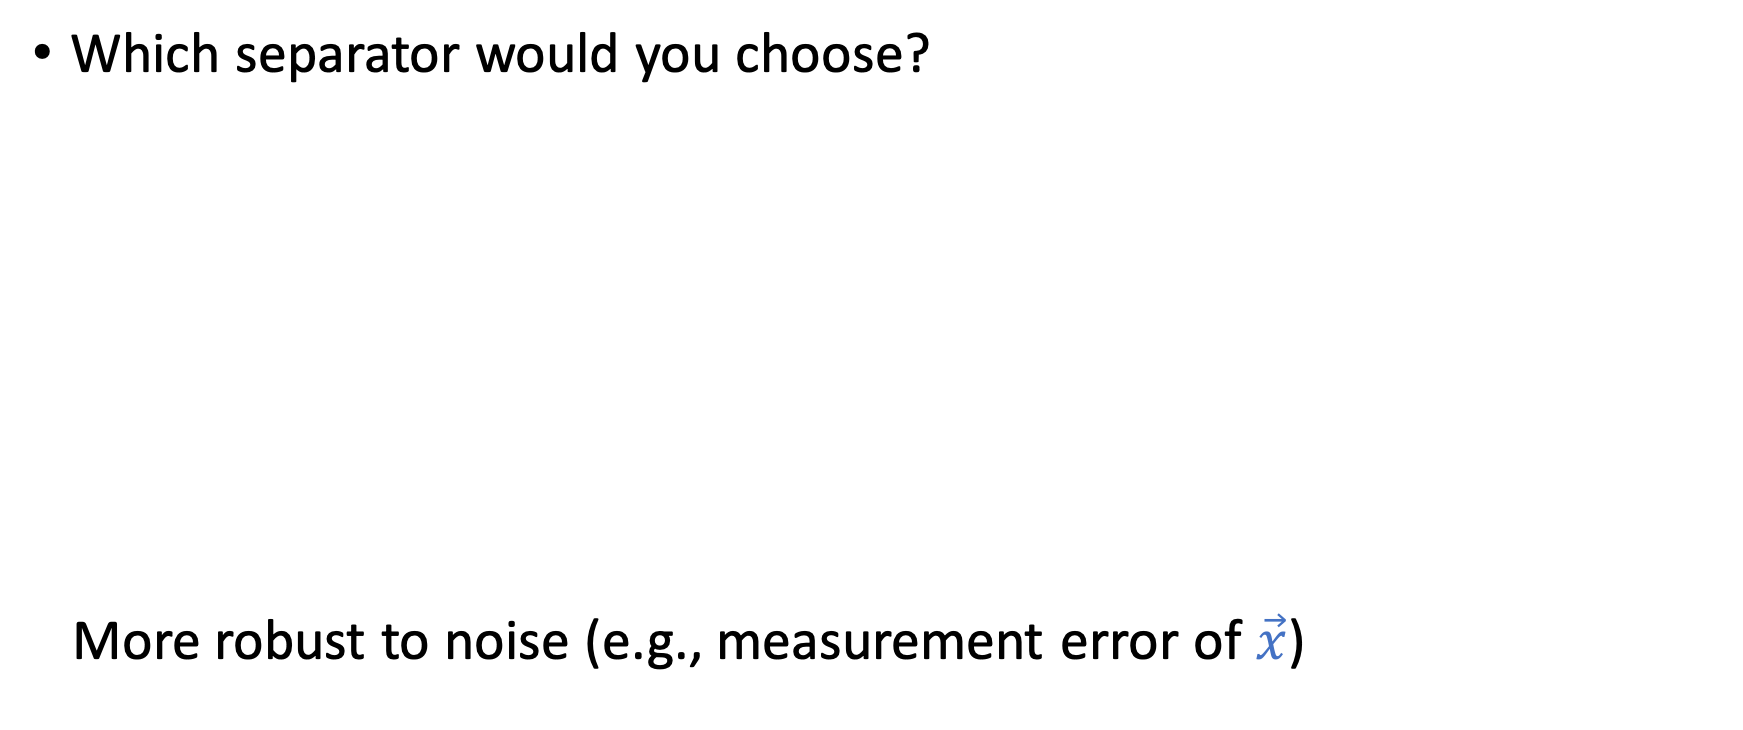 • Which separator would you choose?
More robust to noise (e.g., measurement error of x⃗)